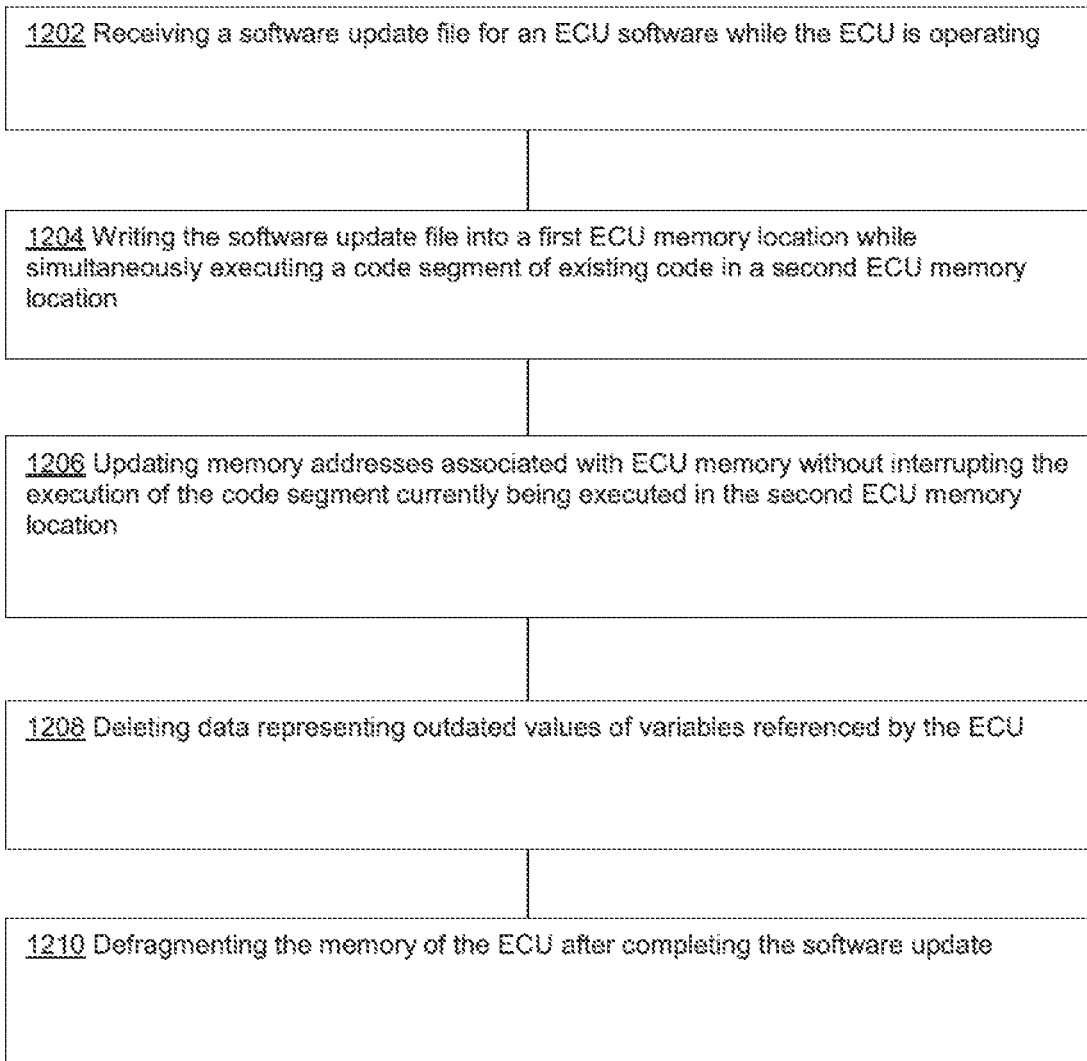 1202 Receiving a software update file for an ECU software while the ECU is operating
1204 Writing the software update file into a first ECU memory location while
simultaneously executing a code segment of existing code in a second ECU memory
location
1206 Updating memory addresses associated with ECU memory without interrupting the
execution of the code segment currently being executed in the second ECU memory
location
1208 Deleting data representing outdated values of variables referenced by the ECU
1210 Defragmenting the memory of the ECU after completing the software update